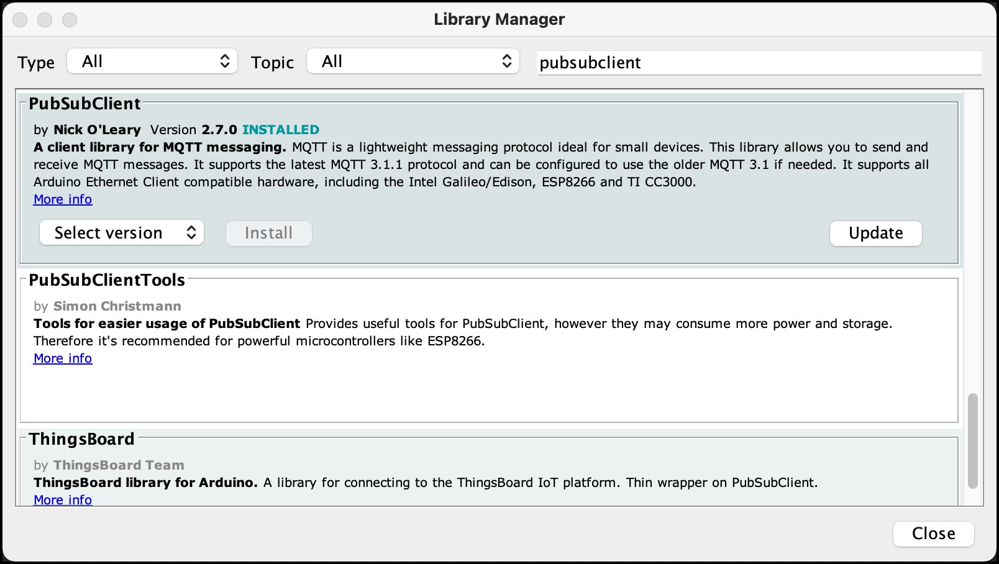 Library Manager
Type All Topic All pubsubclient
PubSubClient
by Nick O'Leary Version 2.7.0 INSTALLED
A client library for MQTT messaging. MQTT is a lightweight messaging protocol ideal for small devices. This library allows you to send and
receive MQTT messages. It supports the latest MQTT 3.1.1 protocol and can be configured to use the older MQTT 3.1 if needed. It supports all
Arduino Ethernet Client compatible hardware, including the Intel Galileo/Edison, ESP8266 and TI CC3000.
More info
Select version Install Update
PubSubClientTools
by Simon Christmann
Tools for easier usage of PubSubClient Provides useful tools for PubSubClient, however they may consume more power and storage.
Therefore it's recommended for powerful microcontrollers like ESP8266.
More info
ThingsBoard
by ThingsBoard Team
ThingsBoard library for Arduino. A library for connecting to the ThingsBoard IoT platform. Thin wrapper on PubSubClient.
More info
Close